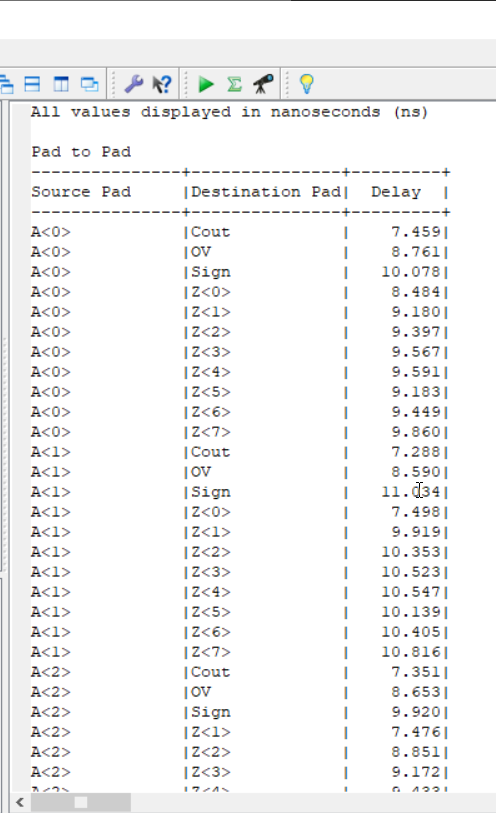 All values displayed in nanoseconds (ns)
Pad to Pad
---------------+---------------+---------+
Source Pad     |Destination Pad|  Delay  |
---------------+---------------+---------+
A<0>           |Cout           |    7.459|
A<0>           |OV             |    8.761|
A<0>           |Sign           |   10.078|
A<0>           |Z<0>           |    8.484|
A<0>           |Z<1>           |    9.180|
A<0>           |Z<2>           |    9.397|
A<0>           |Z<3>           |    9.567|
A<0>           |Z<4>           |    9.591|
A<0>           |Z<5>           |    9.183|
A<0>           |Z<6>           |    9.449|
A<0>           |Z<7>           |    9.860|
A<1>           |Cout           |    7.288|
A<1>           |OV             |    8.590|
A<1>           |Sign           |   11.034|
A<1>           |Z<0>           |    7.498|
A<1>           |Z<1>           |    9.919|
A<1>           |Z<2>           |   10.353|
A<1>           |Z<3>           |   10.523|
A<1>           |Z<4>           |   10.547|
A<1>           |Z<5>           |   10.139|
A<1>           |Z<6>           |   10.405|
A<1>           |Z<7>           |   10.816|
A<2>           |Cout           |    7.351|
A<2>           |OV             |    8.653|
A<2>           |Sign           |    9.920|
A<2>           |Z<1>           |    7.476|
A<2>           |Z<2>           |    8.851|
A<2>           |Z<3>           |    9.172|
A<2>           |Z<4>           |    9.433|